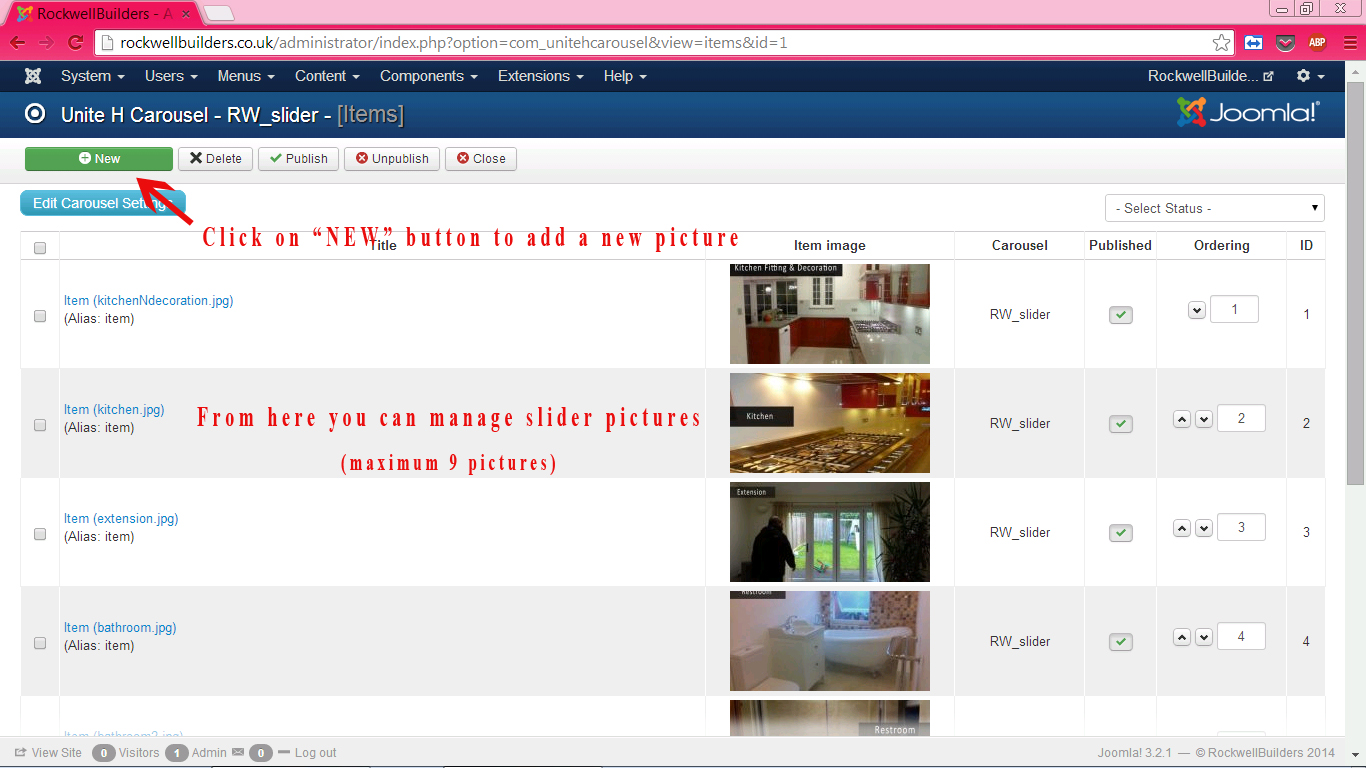 RockwellBuilders - A
rockwellbuilders.co.uk/administrator/index.php?option=com_unitehcarousel&view=items&id=1
ABP
System Users Menus Content Components Extensions Help RockwellBuilde...
Unite H Carousel - RW_slider - [Items] Joomla!®
New Delete Publish Unpublish Close
Edit Carousel Settings - Select Status -
Click on “NEW” button to add a new picture
Title Item image Carousel Published Ordering ID
Kitchen Fitting & Decoration
Item (kitchenNdecoration.jpg)
(Alias: item) RW_slider 1 1
Item (kitchen.jpg)
(Alias: item) Kitchen RW_slider 2 2
From here you can manage slider pictures
(maximum 9 pictures)
Extension
Item (extension.jpg)
(Alias: item) RW_slider 3 3
Restroom
Item (bathroom.jpg)
(Alias: item) RW_slider 4 4
Restroom
Item (bathroom2.jpg)
View Site 0 Visitors 1 Admin 0 Log out Joomla! 3.2.1 — © RockwellBuilders 2014